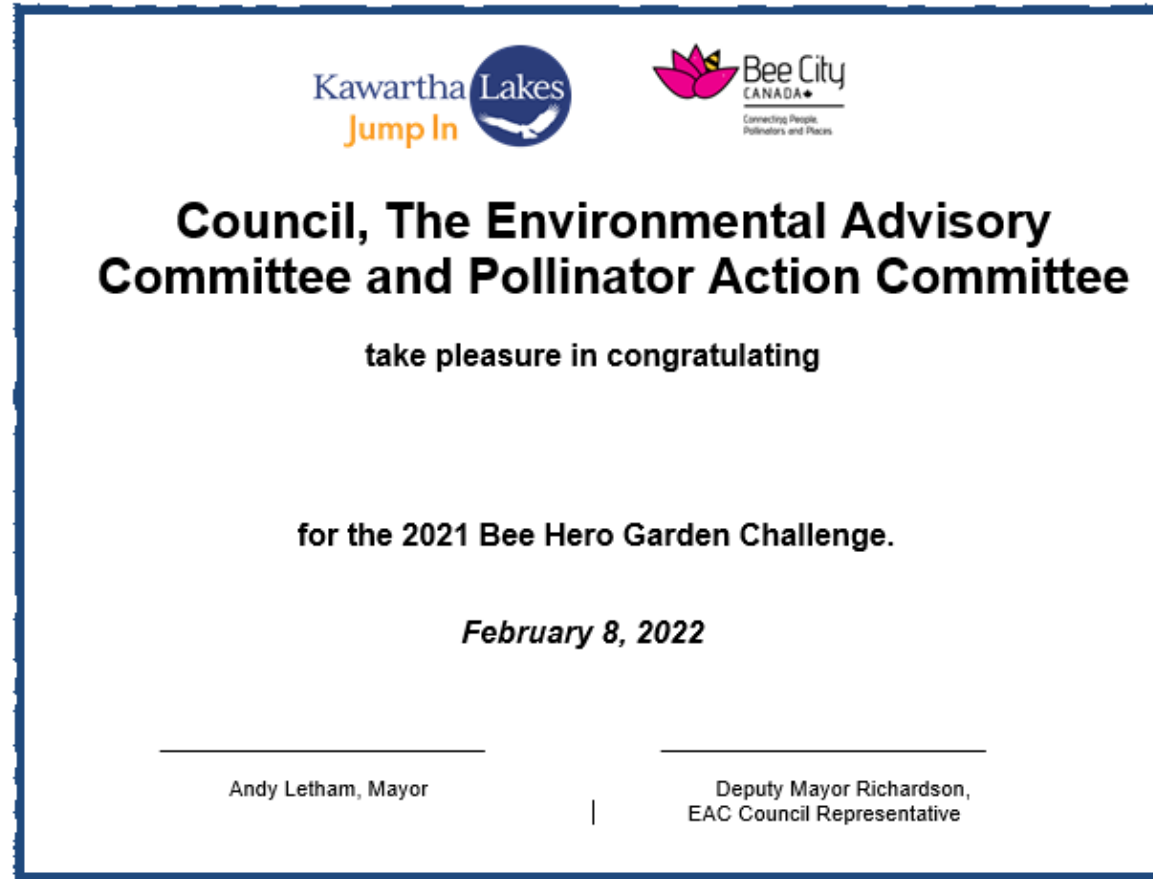 Kawartha Lakes
Jump In
Bee City
CANADA
Connecting People,
Pollinators and Places
Council, The Environmental Advisory
Committee and Pollinator Action Committee
take pleasure in congratulating
for the 2021 Bee Hero Garden Challenge.
February 8, 2022
Andy Letham, Mayor
Deputy Mayor Richardson,
EAC Council Representative